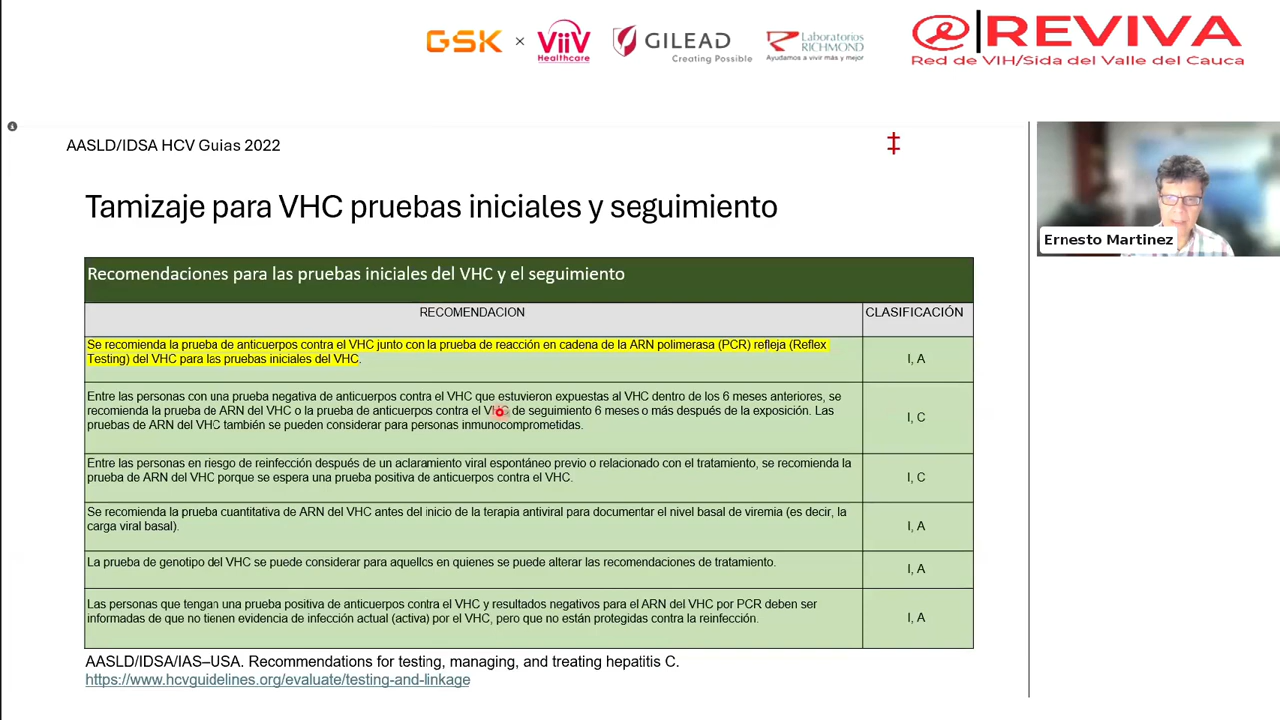 GSK × ViiV Healthcare GILEAD Creating Possible Laboratorios RICHMOND Ayudamos a vivir más y mejor
REVIVA
Red de VIH/Sida del Valle del Cauca
AASLD/IDSA HCV Guias 2022
‡
Ernesto Martinez
Tamizaje para VHC pruebas iniciales y seguimiento
Recomendaciones para las pruebas iniciales del VHC y el seguimiento
RECOMENDACION CLASIFICACIÓN
Se recomienda la prueba de anticuerpos contra el VHC junto con la prueba de reacción en cadena de la ARN polimerasa (PCR) refleja (Reflex
Testing) del VHC para las pruebas iniciales del VHC.
I, A
Entre las personas con una prueba negativa de anticuerpos contra el VHC que estuvieron expuestas al VHC dentro de los 6 meses anteriores, se
recomienda la prueba de ARN del VHC o la prueba de anticuerpos contra el VHC de seguimiento 6 meses o más después de la exposición. Las
pruebas de ARN del VHC también se pueden considerar para personas inmunocomprometidas.
I, C
Entre las personas en riesgo de reinfección después de un aclaramiento viral espontáneo previo o relacionado con el tratamiento, se recomienda la
prueba de ARN del VHC porque se espera una prueba positiva de anticuerpos contra el VHC.
I, C
Se recomienda la prueba cuantitativa de ARN del VHC antes del inicio de la terapia antiviral para documentar el nivel basal de viremia (es decir, la
carga viral basal).
I, A
La prueba de genotipo del VHC se puede considerar para aquellos en quienes se puede alterar las recomendaciones de tratamiento.
I, A
Las personas que tengan una prueba positiva de anticuerpos contra el VHC y resultados negativos para el ARN del VHC por PCR deben ser
informadas de que no tienen evidencia de infección actual (activa) por el VHC, pero que no están protegidas contra la reinfección.
I, A
AASLD/IDSA/IAS–USA. Recommendations for testing, managing, and treating hepatitis C.
https://www.hcvguidelines.org/evaluate/testing-and-linkage